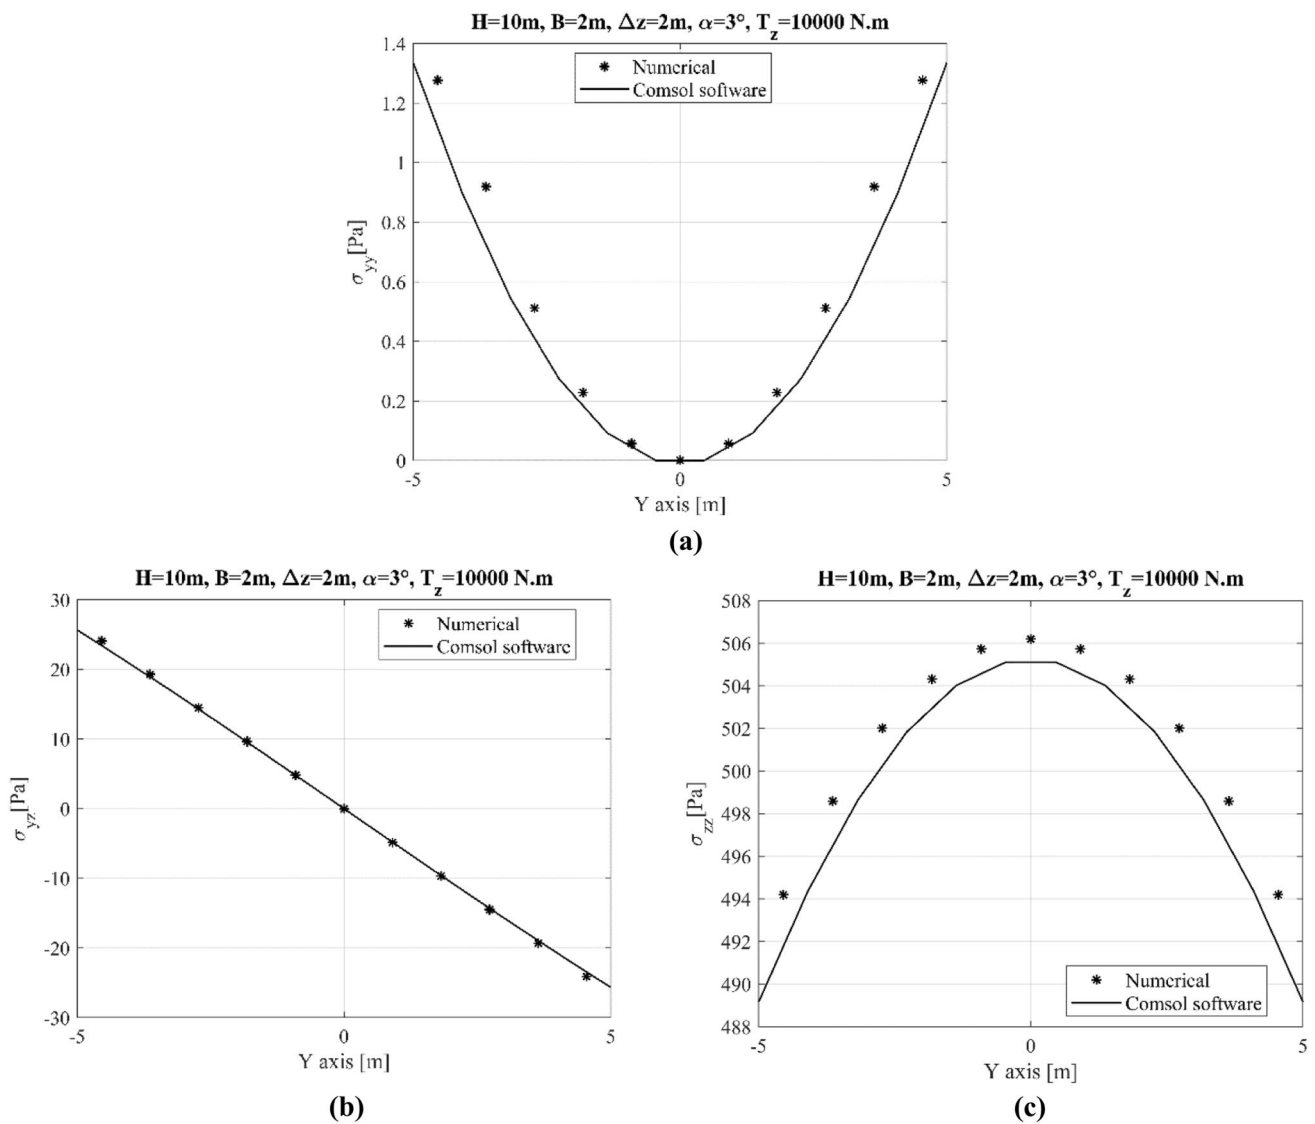 H=10m, B=2m, Δz=2m, α=3°, T_z=10000 N.m
1.4
1.2
1
0.8
0.6
0.4
0.2
0
σ_yy[Pa]
Numerical
Comsol software
-5
0
5
Y axis [m]
(a)
H=10m, B=2m, Δz=2m, α=3°, T_z=10000 N.m
30
20
10
0
-10
-20
-30
σ_yz[Pa]
Numerical
Comsol software
-5
0
5
Y axis [m]
(b)
H=10m, B=2m, Δz=2m, α=3°, T_z=10000 N.m
508
506
504
502
500
498
496
494
492
490
488
σ_zz[Pa]
Numerical
Comsol software
-5
0
5
Y axis [m]
(c)